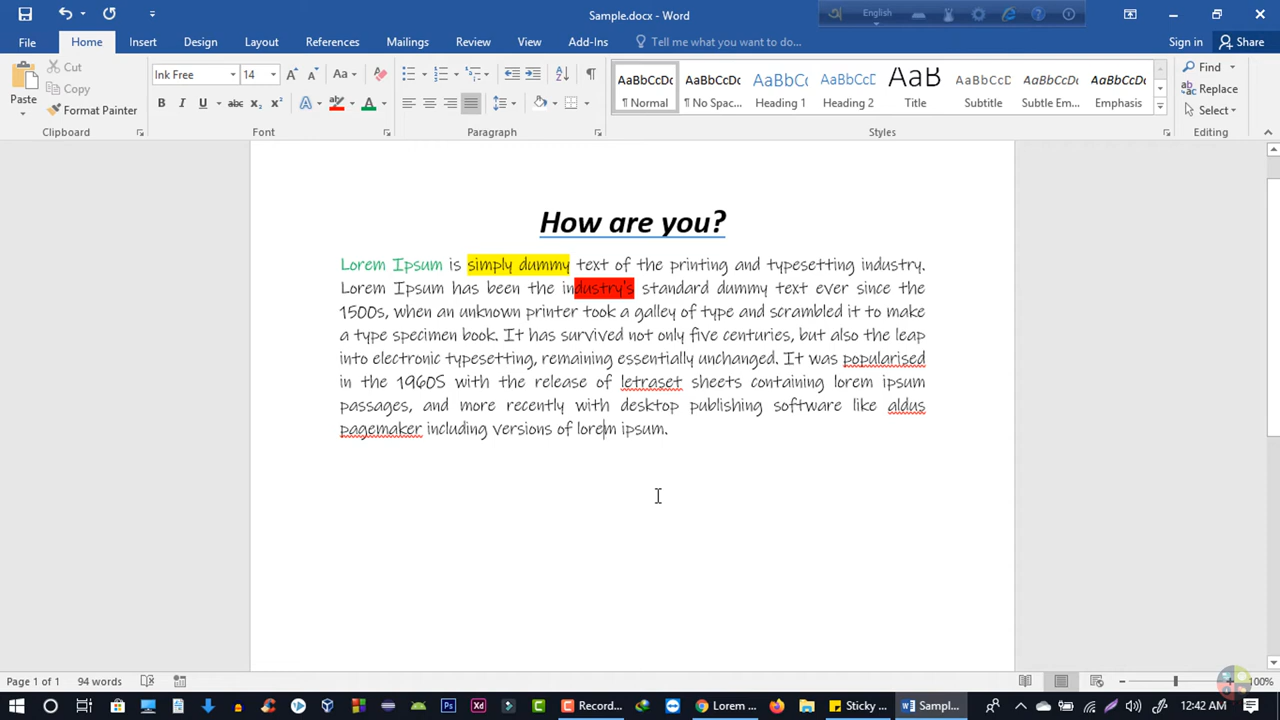 Sample.docx - Word
English
File Home Insert Design Layout References Mailings Review View Add-Ins Tell me what you want to do... Sign in Share
Paste
Cut
Copy
Format Painter
Clipboard
Ink Free 14
Aa
B I U abc x₂ x² A ab A
Font
Paragraph
AaBbCcDc AaBbCcDc AaBbCc AaBbCcD AaB AaBbCcD AaBbCcDc AaBbCcDc
¶ Normal ¶ No Spac... Heading 1 Heading 2 Title Subtitle Subtle Em... Emphasis
Styles
Find
Replace
Select
Editing
How are you?
Lorem Ipsum is simply dummy text of the printing and typesetting industry.
Lorem Ipsum has been the industry's standard dummy text ever since the
1500s, when an unknown printer took a galley of type and scrambled it to make
a type specimen book. It has survived not only five centuries, but also the leap
into electronic typesetting, remaining essentially unchanged. It was popularised
in the 1960S with the release of letraset sheets containing lorem ipsum
passages, and more recently with desktop publishing software like aldus
pagemaker including versions of lorem ipsum.
Page 1 of 1 94 words 100%
Record... Lorem ... Sticky ... Sampl... 12:42 AM